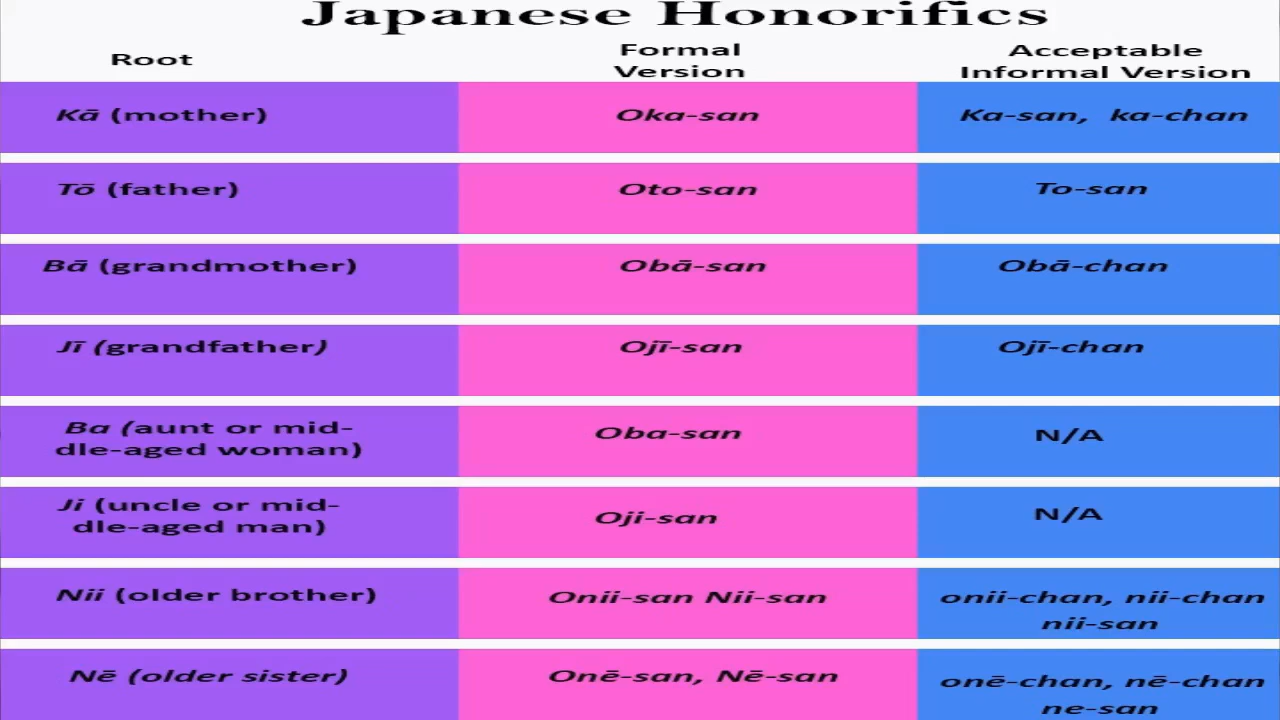 Japanese Honorifics
Root
Formal
Version
Acceptable
Informal Version
Kā (mother)
Oka-san
Ka-san, ka-chan
Tō (father)
Oto-san
To-san
Bā (grandmother)
Obā-san
Obā-chan
Jī (grandfather)
Ojī-san
Ojī-chan
Ba (aunt or mid-
dle-aged woman)
Oba-san
N/A
Ji (uncle or mid-
dle-aged man)
Oji-san
N/A
Nii (older brother)
Onii-san Nii-san
onii-chan, nii-chan
nii-san
Nē (older sister)
Onē-san, Nē-san
onē-chan, nē-chan
ne-san